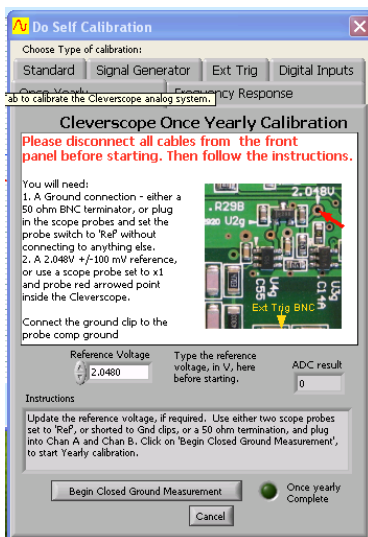 Do Self Calibration
Choose Type of calibration:
Standard Signal Generator Ext Trig Digital Inputs
Once Yearly Frequency Response
ab to calibrate the Cleverscope analog system.
Cleverscope Once Yearly Calibration
Please disconnect all cables from the front
panel before starting. Then follow the instructions.
You will need:
1. A Ground connection - either a
50 ohm BNC terminator, or plug
in the scope probes and set the
probe switch to 'Ref' without
connecting to anything else.
2. A 2.048V +/-100 mV reference,
or use a scope probe set to x1
and probe red arrowed point
inside the Cleverscope.
Connect the ground clip to the
probe comp ground
2.048V
R29B
920 U2g
C55
U4g
C11A
U3g
Ext Trig BNC
Reference Voltage
2.0480
Type the reference
voltage, in V, here
before starting.
ADC result
0
Instructions
Update the reference voltage, if required. Use either two scope probes
set to 'Ref', or shorted to Gnd clips, or a 50 ohm termination, and plug
into Chan A and Chan B. Click on 'Begin Closed Ground Measurement',
to start Yearly calibration.
Begin Closed Ground Measurement
Once yearly
Complete
Cancel